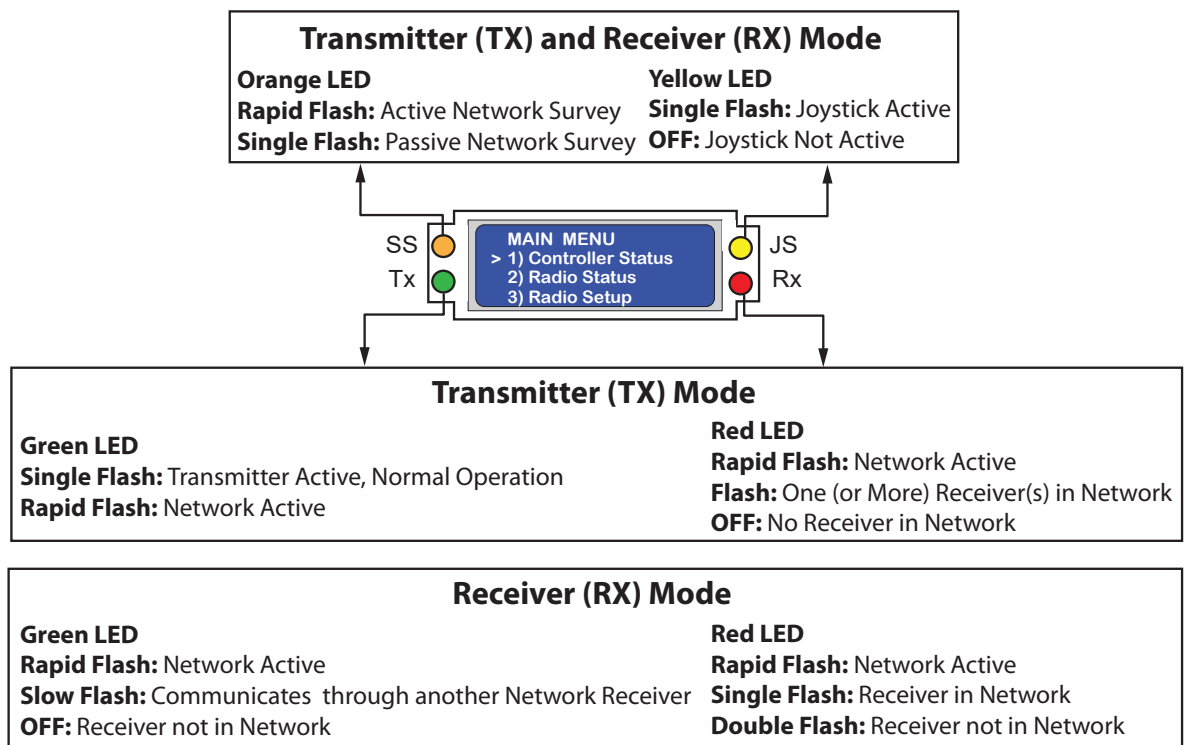 Transmitter (TX) and Receiver (RX) Mode
Orange LED
Rapid Flash: Active Network Survey
Single Flash: Passive Network Survey
Yellow LED
Single Flash: Joystick Active
OFF: Joystick Not Active
SS
Tx
MAIN MENU
> 1) Controller Status
2) Radio Status
3) Radio Setup
JS
Rx
Transmitter (TX) Mode
Green LED
Single Flash: Transmitter Active, Normal Operation
Rapid Flash: Network Active
Red LED
Rapid Flash: Network Active
Flash: One (or More) Receiver(s) in Network
OFF: No Receiver in Network
Receiver (RX) Mode
Green LED
Rapid Flash: Network Active
Slow Flash: Communicates through another Network Receiver
OFF: Receiver not in Network
Red LED
Rapid Flash: Network Active
Single Flash: Receiver in Network
Double Flash: Receiver not in Network